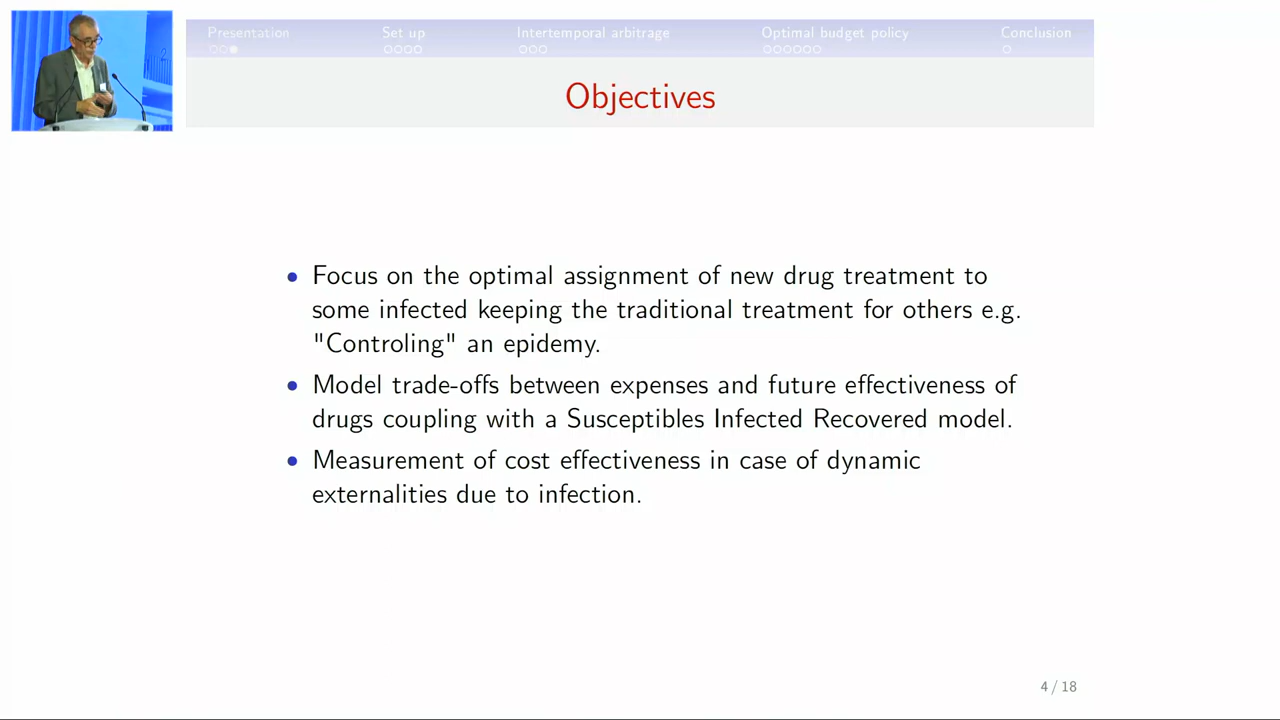 Presentation Set up Intertemporal arbitrage Optimal budget policy Conclusion
Objectives
• Focus on the optimal assignment of new drug treatment to
some infected keeping the traditional treatment for others e.g.
"Controling" an epidemy.
• Model trade-offs between expenses and future effectiveness of
drugs coupling with a Susceptibles Infected Recovered model.
• Measurement of cost effectiveness in case of dynamic
externalities due to infection.
4 / 18